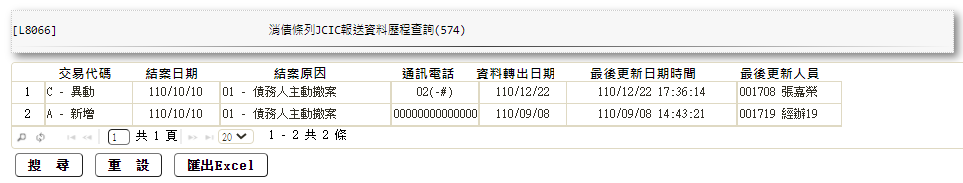 [L8066] 消債條列JCIC報送資料歷程查詢(574)
交易代碼 結案日期 結案原因 通訊電話 資料轉出日期 最後更新日期時間 最後更新人員
1 C - 異動 110/10/10 01 - 債務人主動撤案 02(-#) 110/12/22 110/12/22 17:36:14 001708 張嘉榮
2 A - 新增 110/10/10 01 - 債務人主動撤案 00000000000000 110/09/08 110/09/08 14:43:21 001719 經辦19
1 共 1 頁 20 1 - 2 共 2 條
搜 尋 重 設 匯出Excel